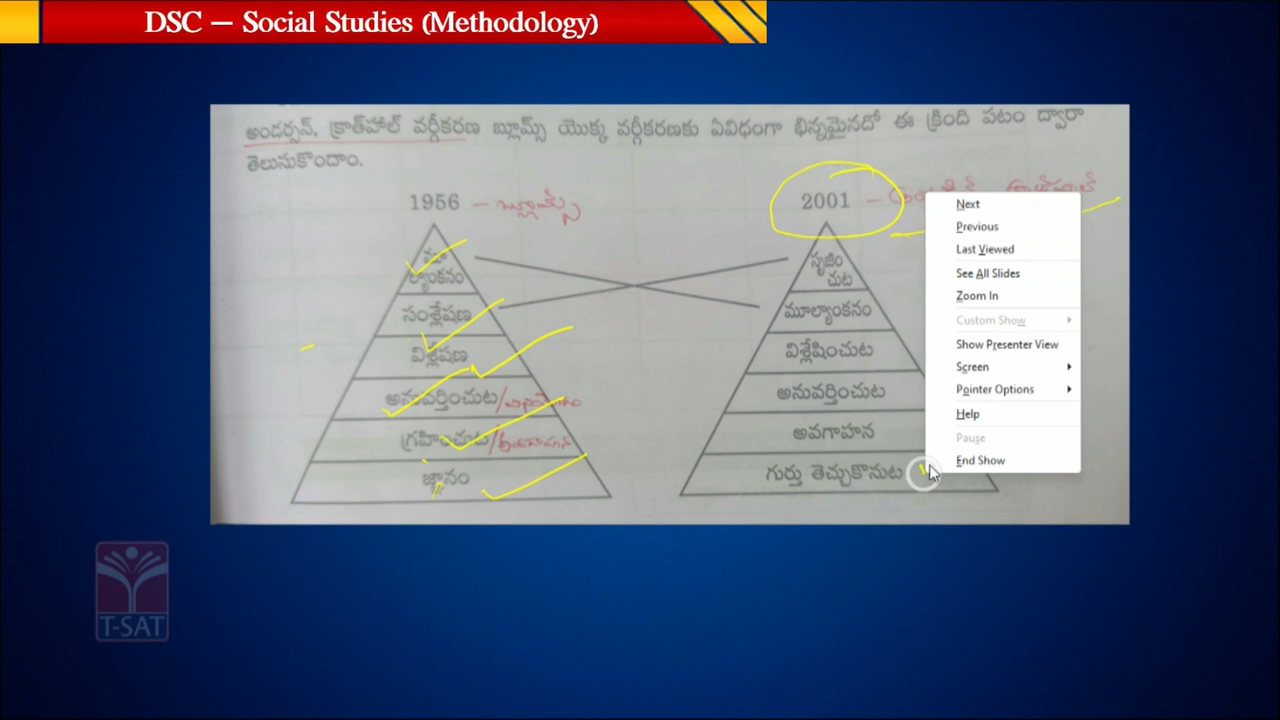 DSC – Social Studies (Methodology)
అండర్సన్, క్రాత్‌హాల్ వర్గీకరణ బ్లూమ్స్ యొక్క వర్గీకరణకు ఏవిధంగా భిన్నమైనదో ఈ క్రింది పటం ద్వారా
తెలుసుకొందాం.
1956 – బ్లూమ్స్
మూ
ల్యాంకనం
సంశ్లేషణ
విశ్లేషణ
అనువర్తించుట/వినియోగం
గ్రహించుట/అవగాహన
జ్ఞానం
2001 –
సృజిం
చుట
మూల్యాంకనం
విశ్లేషించుట
అనువర్తించుట
అవగాహన
గుర్తు తెచ్చుకొనుట
Next
Previous
Last Viewed
See All Slides
Zoom In
Custom Show
Show Presenter View
Screen
Pointer Options
Help
Pause
End Show
T-SAT